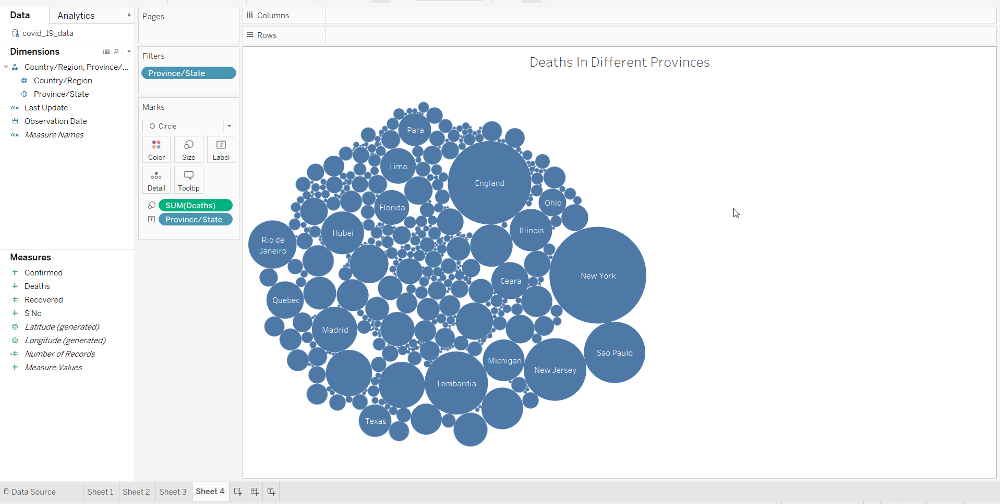 Data
Analytics
covid_19_data
Dimensions
Country/Region, Province/...
Country/Region
Province/State
Abc Last Update
Observation Date
Abc Measure Names
Measures
# Confirmed
# Deaths
# Recovered
# S No
Latitude (generated)
Longitude (generated)
=# Number of Records
# Measure Values
Pages
Filters
Province/State
Marks
Circle
Color
Size
T
Label
Detail
Tooltip
SUM(Deaths)
T Province/State
Columns
Rows
Deaths In Different Provinces
Para
Lima
England
Florida
Ohio
Hubei
Illinois
Rio de
Janeiro
New York
Ceara
Quebec
Madrid
Sao Paulo
Michigan
New Jersey
Lombardia
Texas
Data Source
Sheet 1
Sheet 2
Sheet 3
Sheet 4